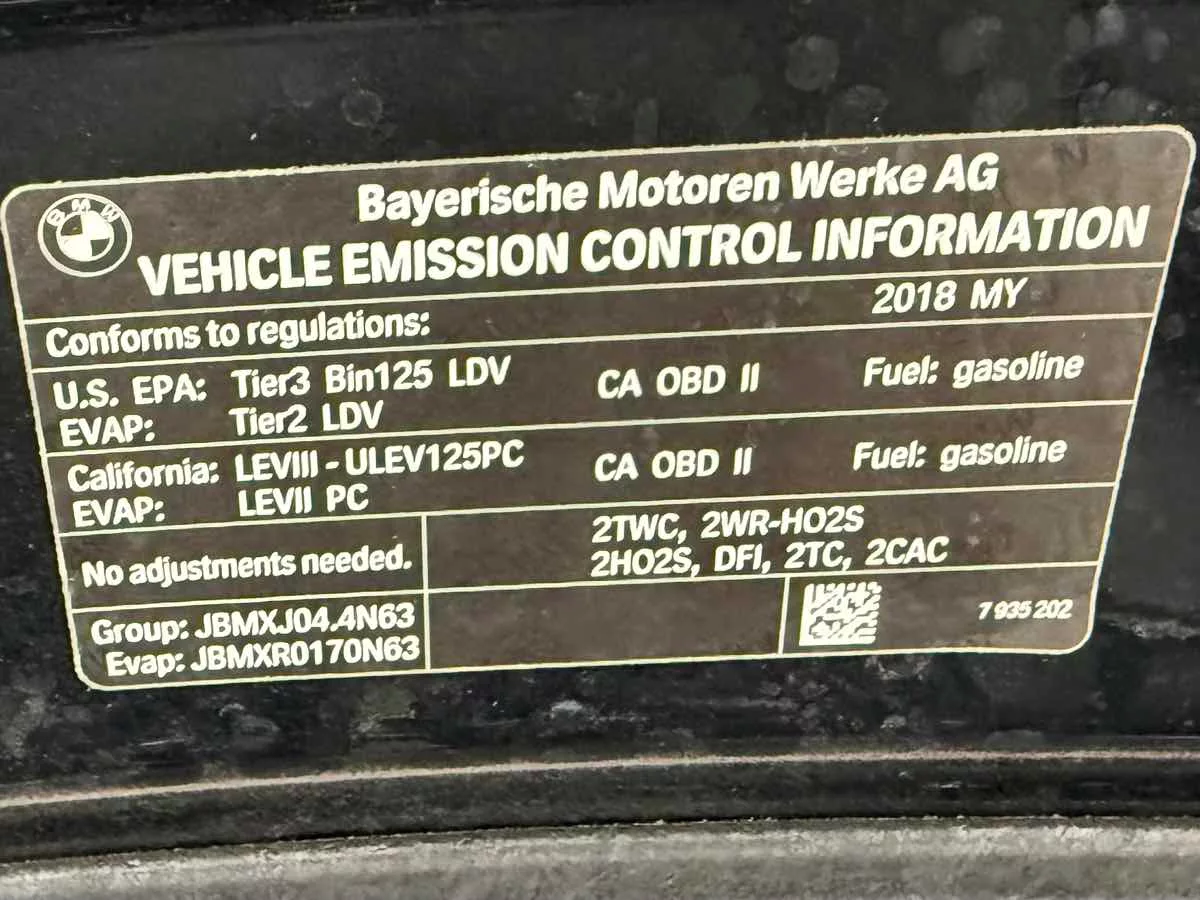 BMW
Bayerische Motoren Werke AG
VEHICLE EMISSION CONTROL INFORMATION
Conforms to regulations: 2018 MY
U.S. EPA: Tier3 Bin125 LDV CA OBD II Fuel: gasoline
EVAP: Tier2 LDV
California: LEVIII - ULEV125PC CA OBD II Fuel: gasoline
EVAP: LEVII PC
No adjustments needed.
2TWC, 2WR-HO2S
2HO2S, DFI, 2TC, 2CAC
Group: JBMXJ04.4N63
Evap: JBMXR0170N63
7 935 202